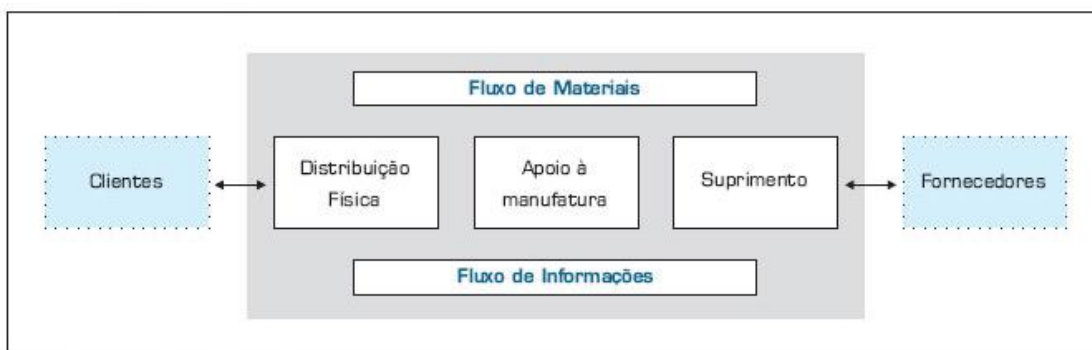 Fluxo de Materiais
Clientes
Distribuição
Física
Apoio à
manufatura
Suprimento
Fornecedores
Fluxo de Informações